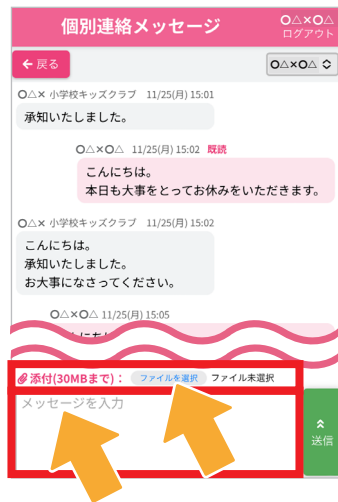 個別連絡メッセージ
○△×○△
ログアウト
← 戻る
○△×○△
○△× 小学校キッズクラブ 11/25(月) 15:01
承知いたしました。
○△×○△ 11/25(月) 15:02 既読
こんにちは。
本日も大事をとってお休みをいただきます。
○△× 小学校キッズクラブ 11/25(月) 15:02
こんにちは。
承知いたしました。
お大事になさってください。
○△×○△ 11/25(月) 15:05
添付(30MBまで)： ファイルを選択 ファイル未選択
メッセージを入力
送信